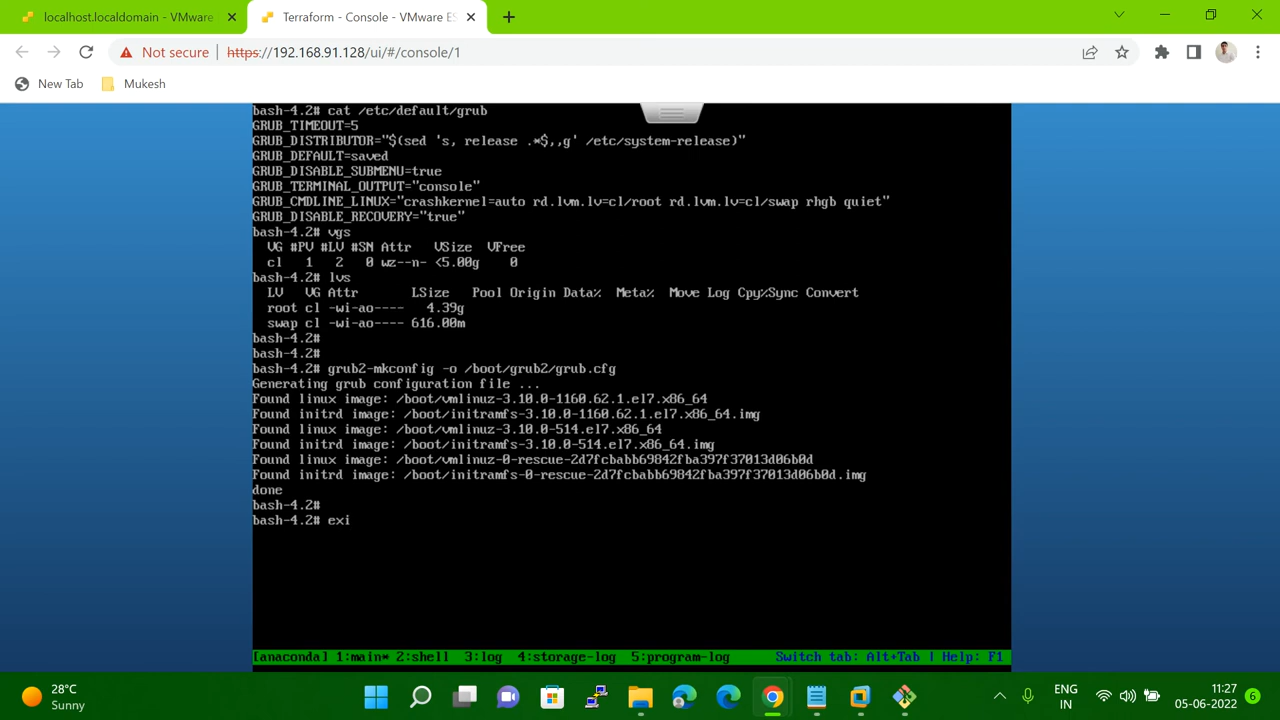 localhost.localdomain - VMware
Terraform - Console - VMware ES
Not secure
https://192.168.91.128/ui/#/console/1
New Tab
Mukesh
bash-4.2# cat /etc/default/grub
GRUB_TIMEOUT=5
GRUB_DISTRIBUTOR="$(sed 's, release .*$,,g' /etc/system-release)"
GRUB_DEFAULT=saved
GRUB_DISABLE_SUBMENU=true
GRUB_TERMINAL_OUTPUT="console"
GRUB_CMDLINE_LINUX="crashkernel=auto rd.lvm.lv=cl/root rd.lvm.lv=cl/swap rhgb quiet"
GRUB_DISABLE_RECOVERY="true"
bash-4.2# vgs
VG #PV #LV #SN Attr VSize VFree
cl 1 2 0 wz--n- <5.00g 0
bash-4.2# lvs
LV VG Attr LSize Pool Origin Data% Meta% Move Log Cpy%Sync Convert
root cl -wi-ao---- 4.39g
swap cl -wi-ao---- 616.00m
bash-4.2#
bash-4.2#
bash-4.2# grub2-mkconfig -o /boot/grub2/grub.cfg
Generating grub configuration file ...
Found linux image: /boot/vmlinuz-3.10.0-1160.62.1.el7.x86_64
Found initrd image: /boot/initramfs-3.10.0-1160.62.1.el7.x86_64.img
Found linux image: /boot/vmlinuz-3.10.0-514.el7.x86_64
Found initrd image: /boot/initramfs-3.10.0-514.el7.x86_64.img
Found linux image: /boot/vmlinuz-0-rescue-2d7fcbabb69842fba397f37013d06b0d
Found initrd image: /boot/initramfs-0-rescue-2d7fcbabb69842fba397f37013d06b0d.img
done
bash-4.2#
bash-4.2# exi
[anaconda] 1:main* 2:shell 3:log 4:storage-log 5:program-log Switch tab: Alt+Tab | Help: F1
28°C
Sunny
ENG
IN
11:27
05-06-2022
6